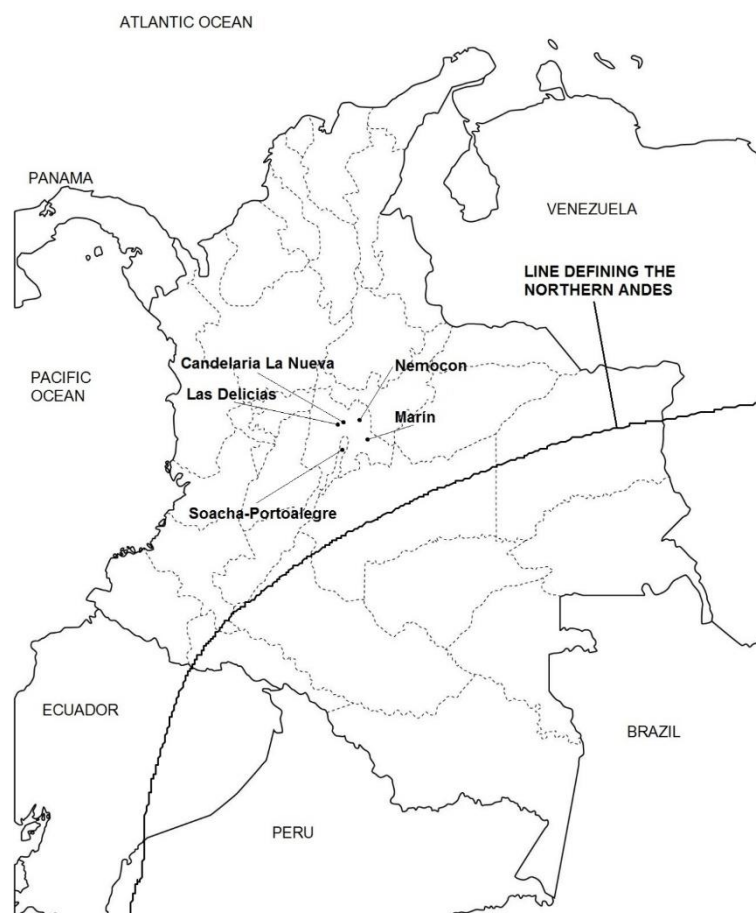 ATLANTIC OCEAN
PANAMA
VENEZUELA
LINE DEFINING THE
NORTHERN ANDES
PACIFIC
OCEAN
Candelaria La Nueva
Nemocon
Las Delicias
Marín
Soacha-Portoalegre
ECUADOR
BRAZIL
PERU